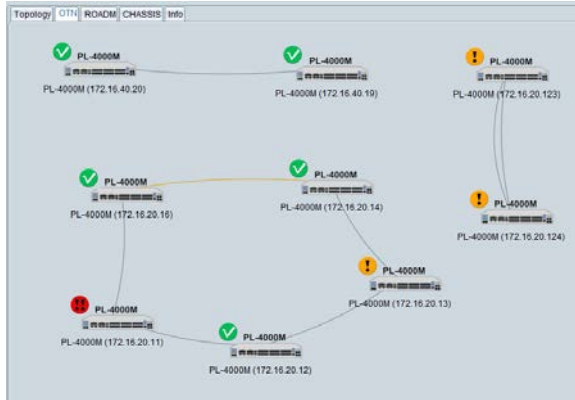 Topology OTN ROADM CHASSIS Info
PL-4000M
PL-4000M (172.16.40.20)
PL-4000M
PL-4000M (172.16.40.19)
PL-4000M
PL-4000M (172.16.20.123)
PL-4000M
PL-4000M (172.16.20.16)
PL-4000M
PL-4000M (172.16.20.14)
PL-4000M
PL-4000M (172.16.20.124)
PL-4000M
PL-4000M (172.16.20.13)
PL-4000M
PL-4000M (172.16.20.11)
PL-4000M
PL-4000M (172.16.20.12)